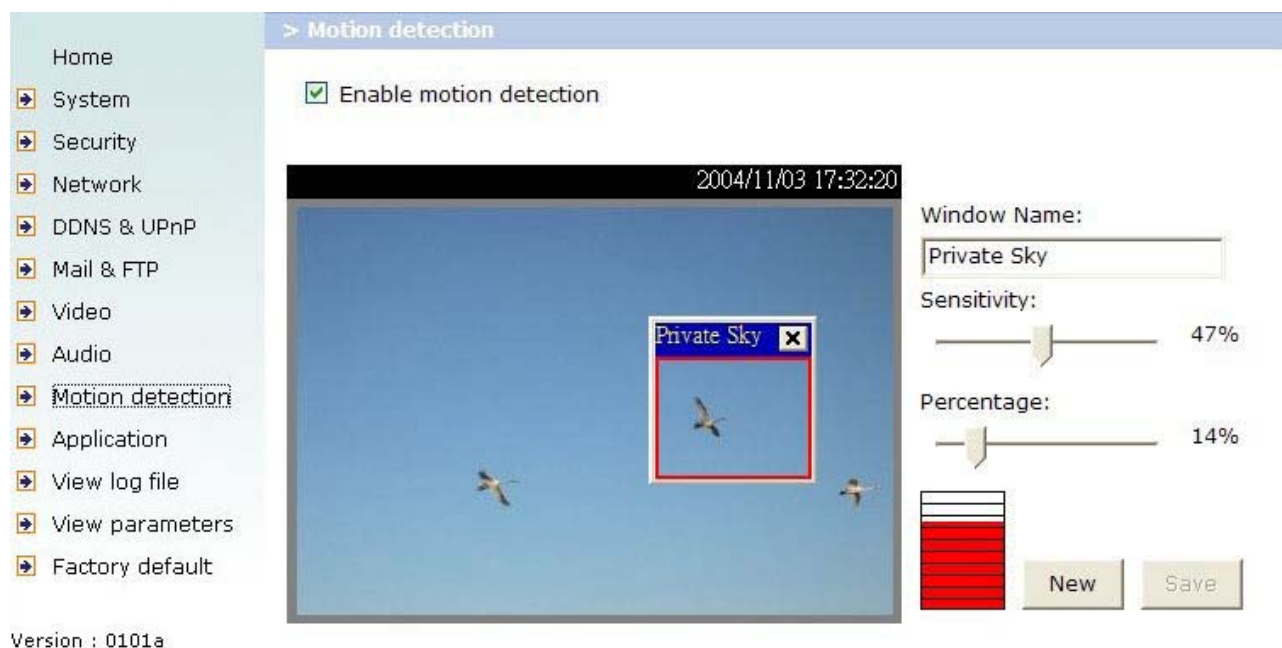 > Motion detection
Home
System
Security
Network
DDNS & UPnP
Mail & FTP
Video
Audio
Motion detection
Application
View log file
View parameters
Factory default
Version : 0101a
Enable motion detection
2004/11/03 17:32:20
Private Sky
Window Name:
Private Sky
Sensitivity:
47%
Percentage:
14%
New
Save